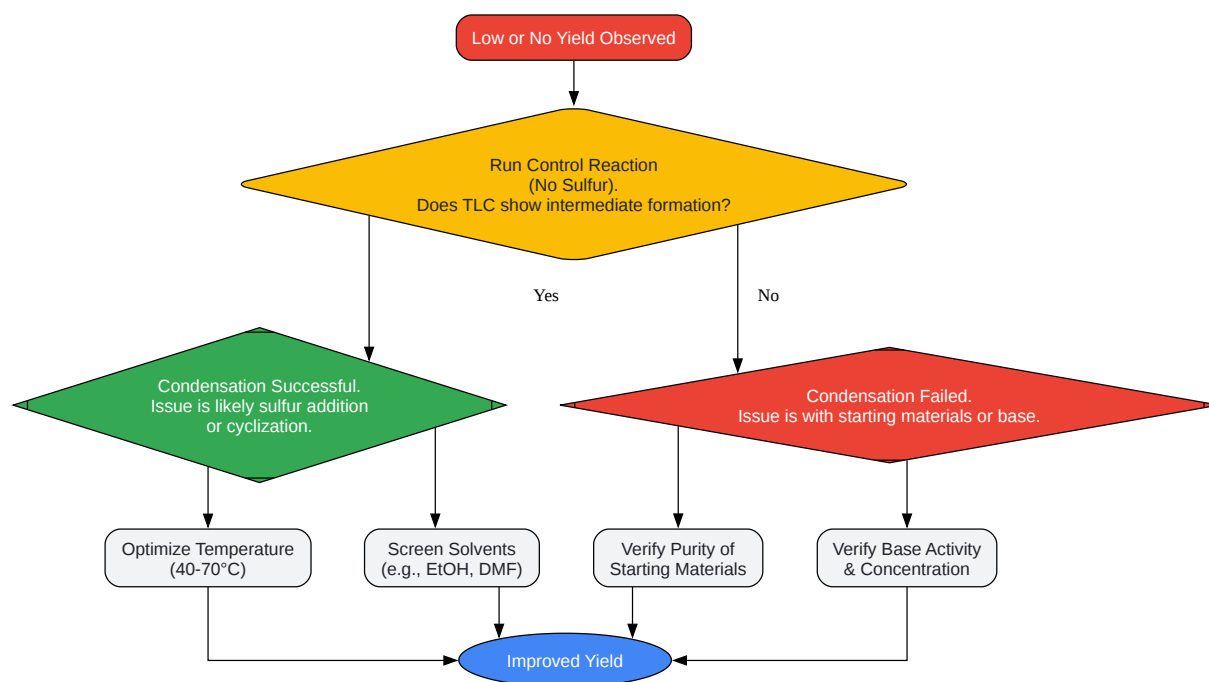 Low or No Yield Observed
Run Control Reaction
(No Sulfur).
Does TLC show intermediate formation?
Yes
No
Condensation Successful.
Issue is likely sulfur addition
or cyclization.
Condensation Failed.
Issue is with starting materials or base.
Optimize Temperature
(40-70°C)
Screen Solvents
(e.g., EtOH, DMF)
Verify Purity of
Starting Materials
Verify Base Activity
& Concentration
Improved Yield